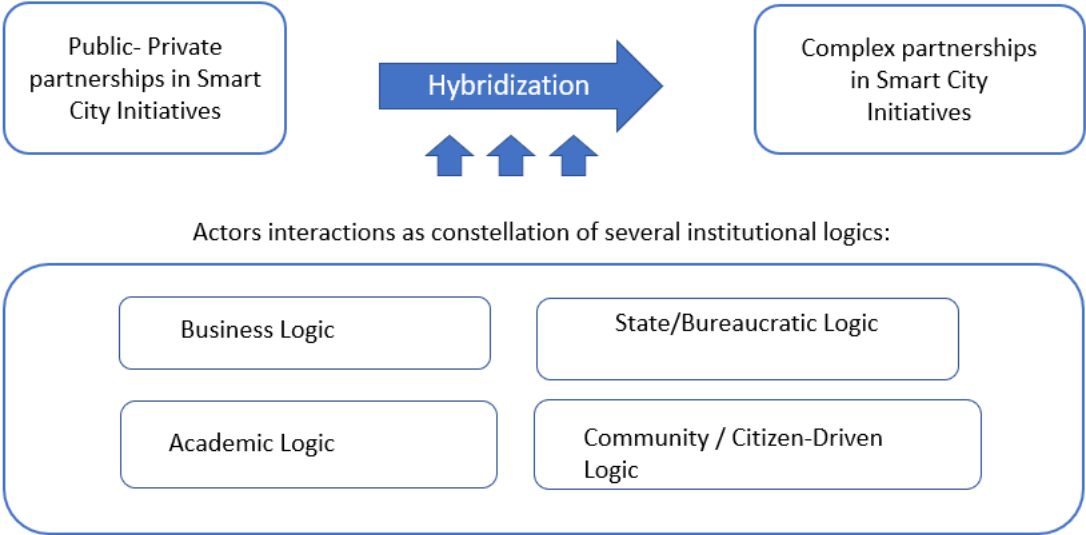 Public- Private
partnerships in Smart
City Initiatives
Hybridization
Complex partnerships
in Smart City
Initiatives
Actors interactions as constellation of several institutional logics:
Business Logic
State/Bureaucratic Logic
Academic Logic
Community / Citizen-Driven
Logic